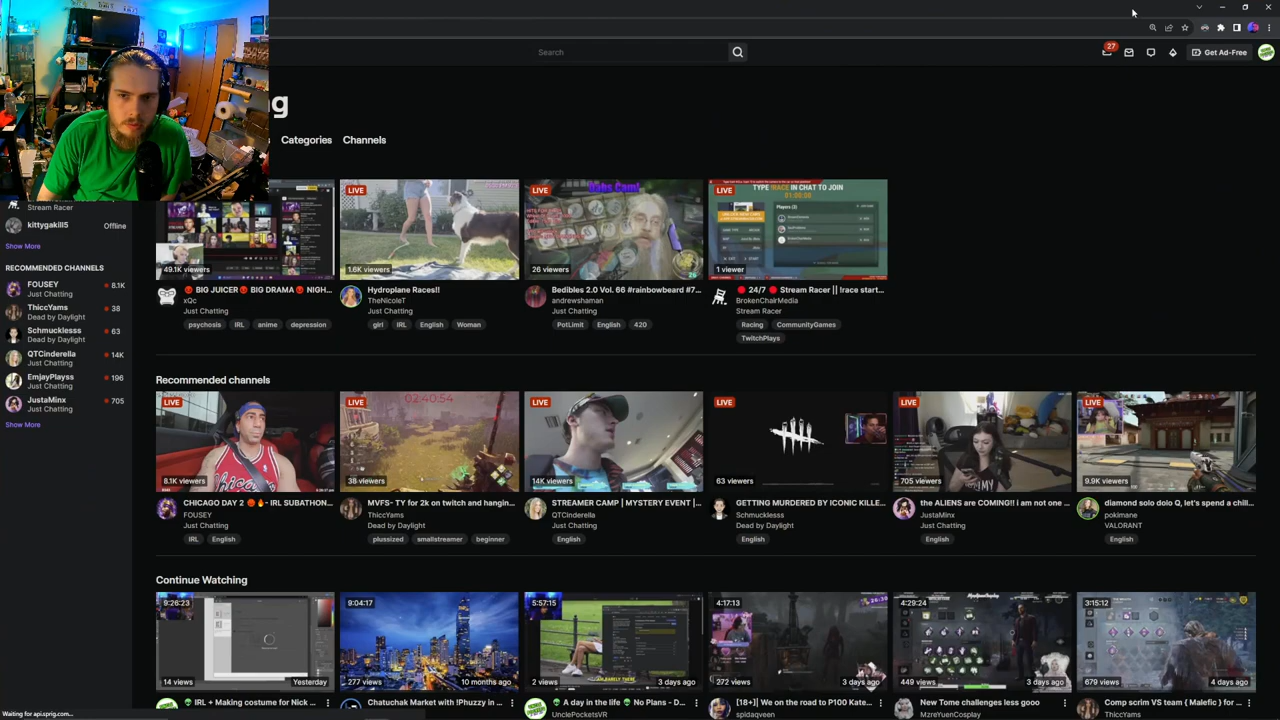 Search
27
Get Ad-Free
ng
Categories
Channels
Stream Racer
kittygakill5
Offline
Show More
RECOMMENDED CHANNELS
FOUSEY
8.1K
Just Chatting
ThiccYams
38
Dead by Daylight
Schmucklesss
63
Dead by Daylight
QTCinderella
14K
Just Chatting
EmjayPlayss
196
Just Chatting
JustaMinx
705
Just Chatting
Show More
49.1K viewers
BIG JUICER BIG DRAMA NIGH...
xQc
Just Chatting
psychosis IRL anime depression
LIVE
1.6K viewers
Hydroplane Races!!
TheNicoleT
Just Chatting
girl IRL English Woman
LIVE
Dabs Cam!
26 viewers
Bedibles 2.0 Vol. 66 #rainbowbeard #7...
andrewshaman
Just Chatting
PotLimit English 420
LIVE
TYPE !RACE IN CHAT TO JOIN
1 viewer
24/7 Stream Racer || !race start...
BrokenChairMedia
Stream Racer
Racing CommunityGames
TwitchPlays
Recommended channels
LIVE
8.1K viewers
CHICAGO DAY 2 - IRL SUBATHON...
FOUSEY
Just Chatting
IRL English
LIVE
02:40:54
38 viewers
MVFS- TY for 2k on twitch and hangin...
ThiccYams
Dead by Daylight
plussized smallstreamer beginner
LIVE
14K viewers
STREAMER CAMP | MYSTERY EVENT |...
QTCinderella
Just Chatting
English
LIVE
63 viewers
GETTING MURDERED BY ICONIC KILLE...
Schmucklesss
Dead by Daylight
English
LIVE
705 viewers
the ALIENS are COMING!! i am not one ...
JustaMinx
Just Chatting
English
LIVE
9.9K viewers
diamond solo dolo Q, let's spend a chill...
pokimane
VALORANT
English
Continue Watching
9:26:23
14 views
Yesterday
IRL + Making costume for Nick ...
9:04:17
277 views
10 months ago
Chatuchak Market with !Phuzzy in ...
5:57:15
2 views
3 days ago
A day in the life No Plans - D...
UnclePocketsVR
4:17:13
272 views
3 days ago
[18+] We on the road to P100 Kate...
spidaqveen
4:29:24
449 views
3 days ago
New Tome challenges less gooo
MzreYuenCosplay
3:15:12
679 views
4 days ago
Comp scrim VS team ( Malefic ) for ...
ThiccYams
Waiting for api.sprig.com...